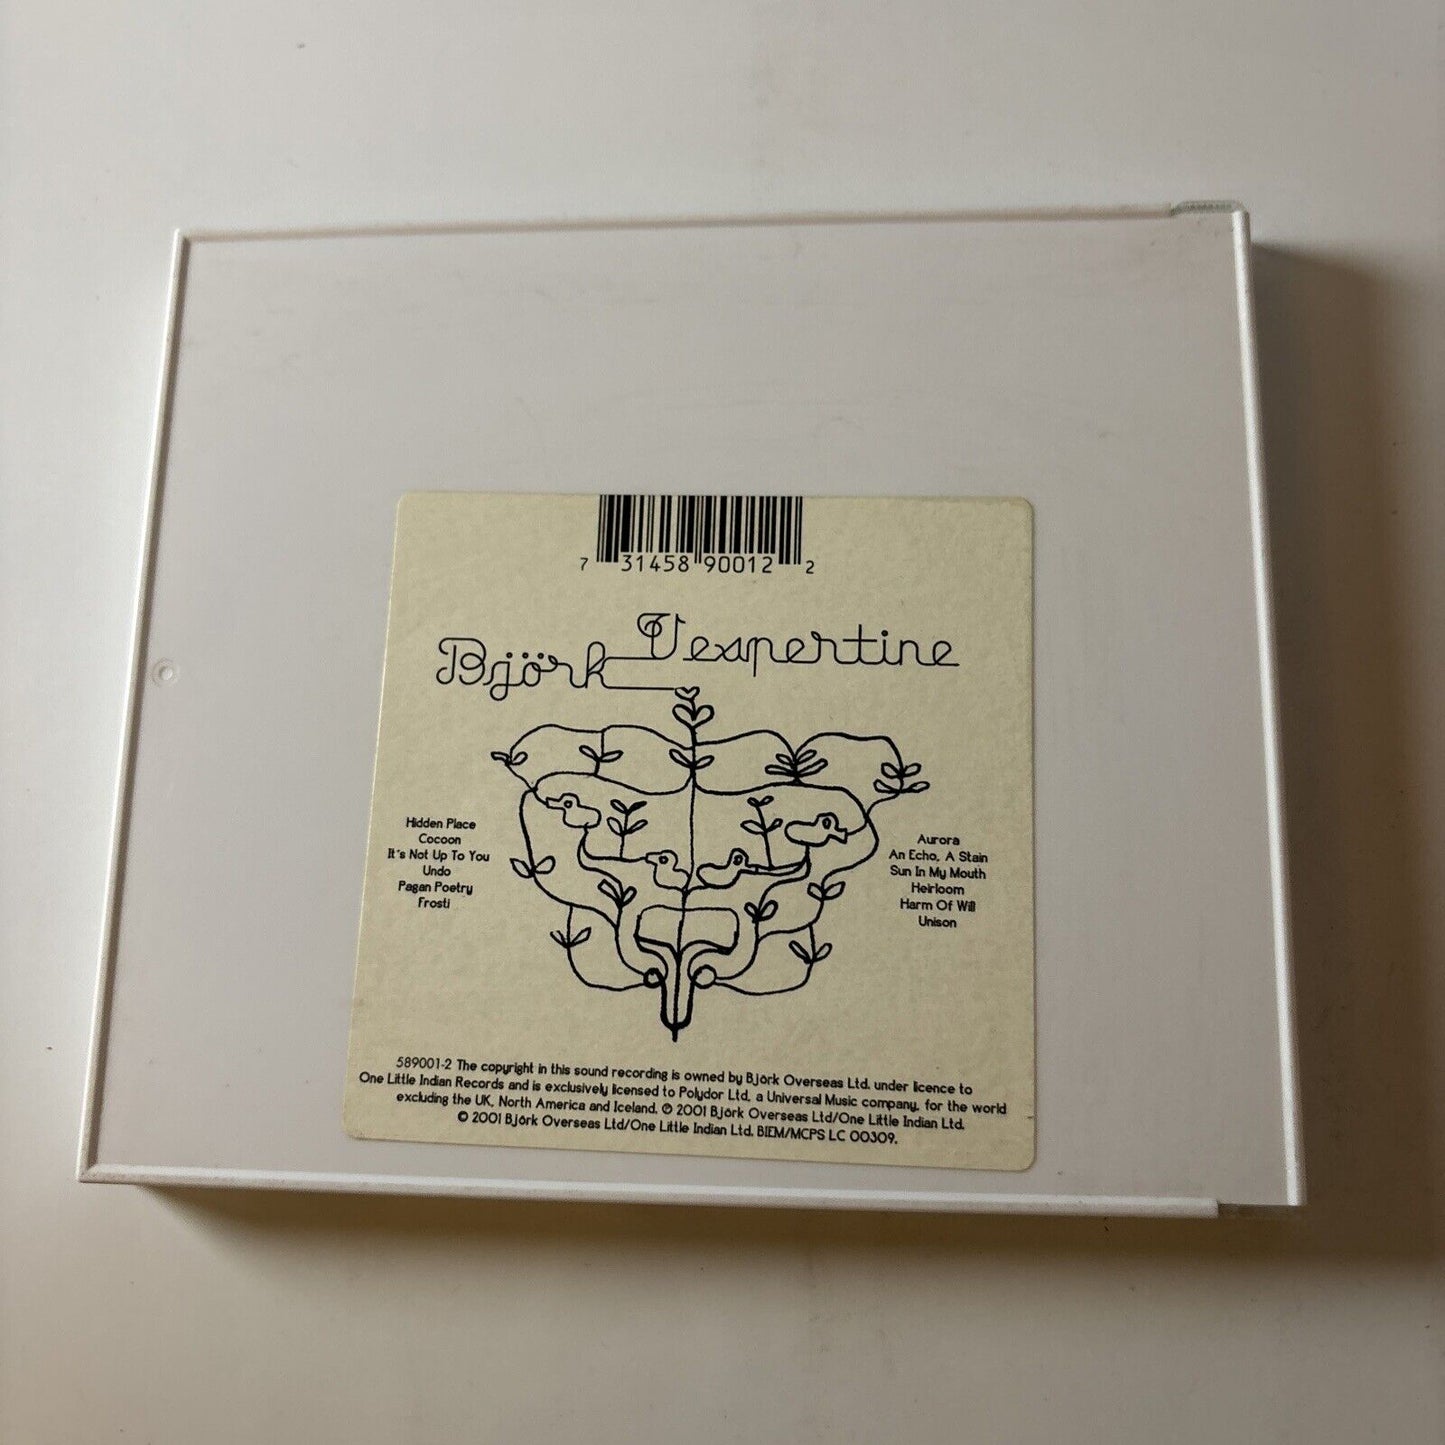 7 31458 90012 2
Björk Vespertine
Hidden Place
Cocoon
It's Not Up To You
Undo
Pagan Poetry
Frosti
Aurora
An Echo, A Stain
Sun In My Mouth
Heirloom
Harm Of Will
Unison
589001-2 The copyright in this sound recording is owned by Björk Overseas Ltd. under licence to
One Little Indian Records and is exclusively licensed to Polydor Ltd, a Universal Music company, for the world
excluding the UK, North America and Iceland. ℗ 2001 Björk Overseas Ltd/One Little Indian Ltd.
© 2001 Björk Overseas Ltd/One Little Indian Ltd. BIEM/MCPS LC 00309.